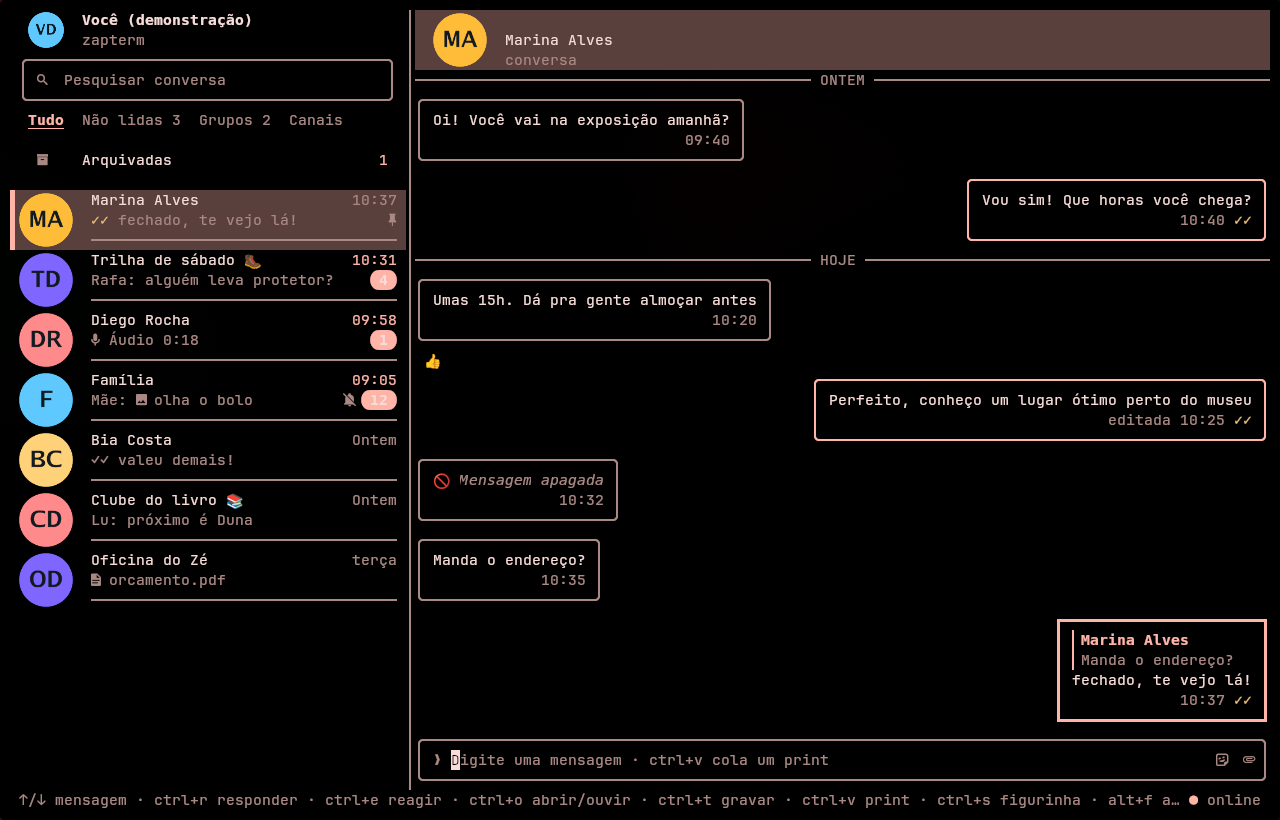 VD Você (demonstração)
zapterm
Pesquisar conversa
Tudo Não lidas 3 Grupos 2 Canais
Arquivadas 1
MA Marina Alves 10:37
✓✓ fechado, te vejo lá!
TD Trilha de sábado 🥾 10:31
Rafa: alguém leva protetor? 4
DR Diego Rocha 09:58
Áudio 0:18 1
F Família 09:05
Mãe: olha o bolo 12
BC Bia Costa Ontem
✓✓ valeu demais!
CD Clube do livro 📚 Ontem
Lu: próximo é Duna
OD Oficina do Zé terça
orcamento.pdf
MA Marina Alves
conversa
ONTEM
Oi! Você vai na exposição amanhã?
09:40
Vou sim! Que horas você chega?
10:40 ✓✓
HOJE
Umas 15h. Dá pra gente almoçar antes
10:20
👍
Perfeito, conheço um lugar ótimo perto do museu
editada 10:25 ✓✓
🚫 Mensagem apagada
10:32
Manda o endereço?
10:35
Marina Alves
Manda o endereço?
fechado, te vejo lá!
10:37 ✓✓
❫ Digite uma mensagem · ctrl+v cola um print
↑/↓ mensagem · ctrl+r responder · ctrl+e reagir · ctrl+o abrir/ouvir · ctrl+t gravar · ctrl+v print · ctrl+s figurinha · alt+f a… ● online